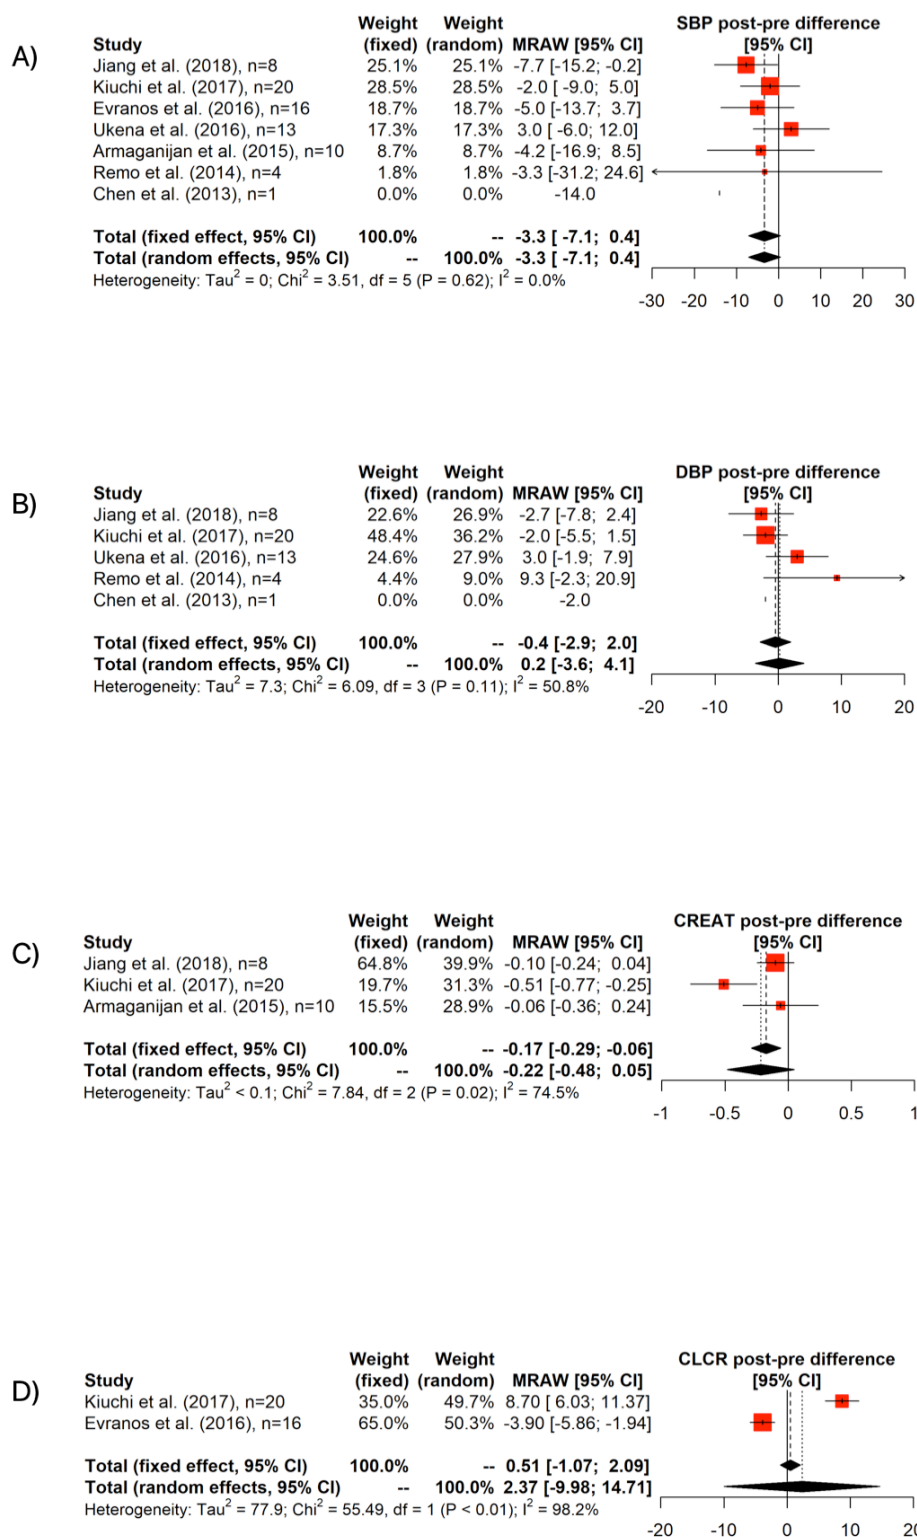 A)
Weight Weight SBP post-pre difference
Study (fixed) (random) MRAW [95% CI] [95% CI]
Jiang et al. (2018), n=8 25.1% 25.1% -7.7 [-15.2; -0.2]
Kiuchi et al. (2017), n=20 28.5% 28.5% -2.0 [ -9.0; 5.0]
Evranos et al. (2016), n=16 18.7% 18.7% -5.0 [-13.7; 3.7]
Ukena et al. (2016), n=13 17.3% 17.3% 3.0 [ -6.0; 12.0]
Armaganijan et al. (2015), n=10 8.7% 8.7% -4.2 [-16.9; 8.5]
Remo et al. (2014), n=4 1.8% 1.8% -3.3 [-31.2; 24.6]
Chen et al. (2013), n=1 0.0% 0.0% -14.0
Total (fixed effect, 95% CI) 100.0% -- -3.3 [ -7.1; 0.4]
Total (random effects, 95% CI) -- 100.0% -3.3 [ -7.1; 0.4]
Heterogeneity: Tau² = 0; Chi² = 3.51, df = 5 (P = 0.62); I² = 0.0%
-30 -20 -10 0 10 20 30
B)
Weight Weight DBP post-pre difference
Study (fixed) (random) MRAW [95% CI] [95% CI]
Jiang et al. (2018), n=8 22.6% 26.9% -2.7 [-7.8; 2.4]
Kiuchi et al. (2017), n=20 48.4% 36.2% -2.0 [-5.5; 1.5]
Ukena et al. (2016), n=13 24.6% 27.9% 3.0 [-1.9; 7.9]
Remo et al. (2014), n=4 4.4% 9.0% 9.3 [-2.3; 20.9]
Chen et al. (2013), n=1 0.0% 0.0% -2.0
Total (fixed effect, 95% CI) 100.0% -- -0.4 [-2.9; 2.0]
Total (random effects, 95% CI) -- 100.0% 0.2 [-3.6; 4.1]
Heterogeneity: Tau² = 7.3; Chi² = 6.09, df = 3 (P = 0.11); I² = 50.8%
-20 -10 0 10 20
C)
Weight Weight CREAT post-pre difference
Study (fixed) (random) MRAW [95% CI] [95% CI]
Jiang et al. (2018), n=8 64.8% 39.9% -0.10 [-0.24; 0.04]
Kiuchi et al. (2017), n=20 19.7% 31.3% -0.51 [-0.77; -0.25]
Armaganijan et al. (2015), n=10 15.5% 28.9% -0.06 [-0.36; 0.24]
Total (fixed effect, 95% CI) 100.0% -- -0.17 [-0.29; -0.06]
Total (random effects, 95% CI) -- 100.0% -0.22 [-0.48; 0.05]
Heterogeneity: Tau² < 0.1; Chi² = 7.84, df = 2 (P = 0.02); I² = 74.5%
-1 -0.5 0 0.5 1
D)
Weight Weight CLCR post-pre difference
Study (fixed) (random) MRAW [95% CI] [95% CI]
Kiuchi et al. (2017), n=20 35.0% 49.7% 8.70 [ 6.03; 11.37]
Evranos et al. (2016), n=16 65.0% 50.3% -3.90 [-5.86; -1.94]
Total (fixed effect, 95% CI) 100.0% -- 0.51 [-1.07; 2.09]
Total (random effects, 95% CI) -- 100.0% 2.37 [-9.98; 14.71]
Heterogeneity: Tau² = 77.9; Chi² = 55.49, df = 1 (P < 0.01); I² = 98.2%
-20 -10 0 10 20